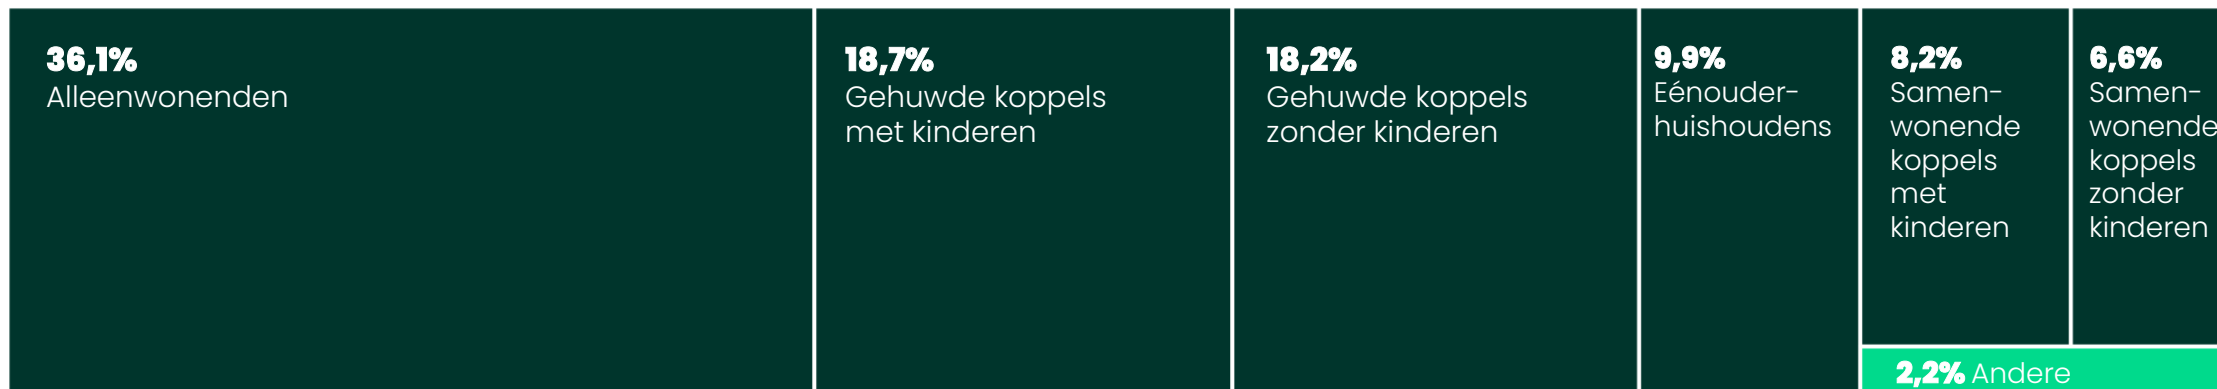 36,1%
Alleenwonenden
18,7%
Gehuwde koppels
met kinderen
18,2%
Gehuwde koppels
zonder kinderen
9,9%
Eénouder-
huishoudens
8,2%
Samen-
wonende
koppels
met
kinderen
6,6%
Samen-
wonende
koppels
zonder
kinderen
2,2% Andere